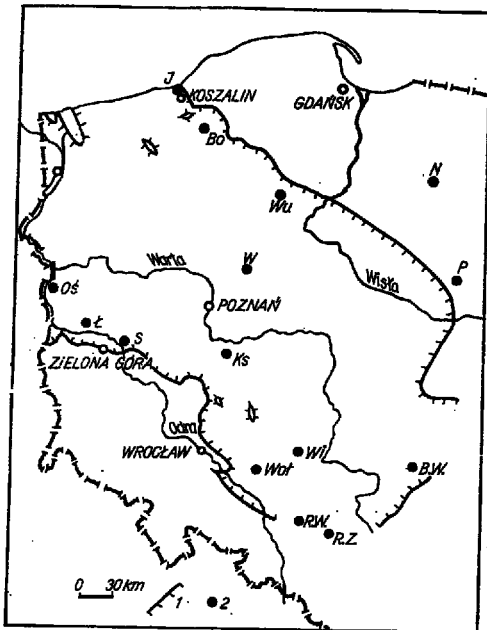 J
KOSZALIN
GDAŃSK
Bo
N
Wu
W
Warta
Wisła
P
Oś
POZNAŃ
Ł
S
Ks
ZIELONA GÓRA
Odra
WROCŁAW
Wi
Woł
B.W.
R.W.
R.Z.
0 30 km
1
2